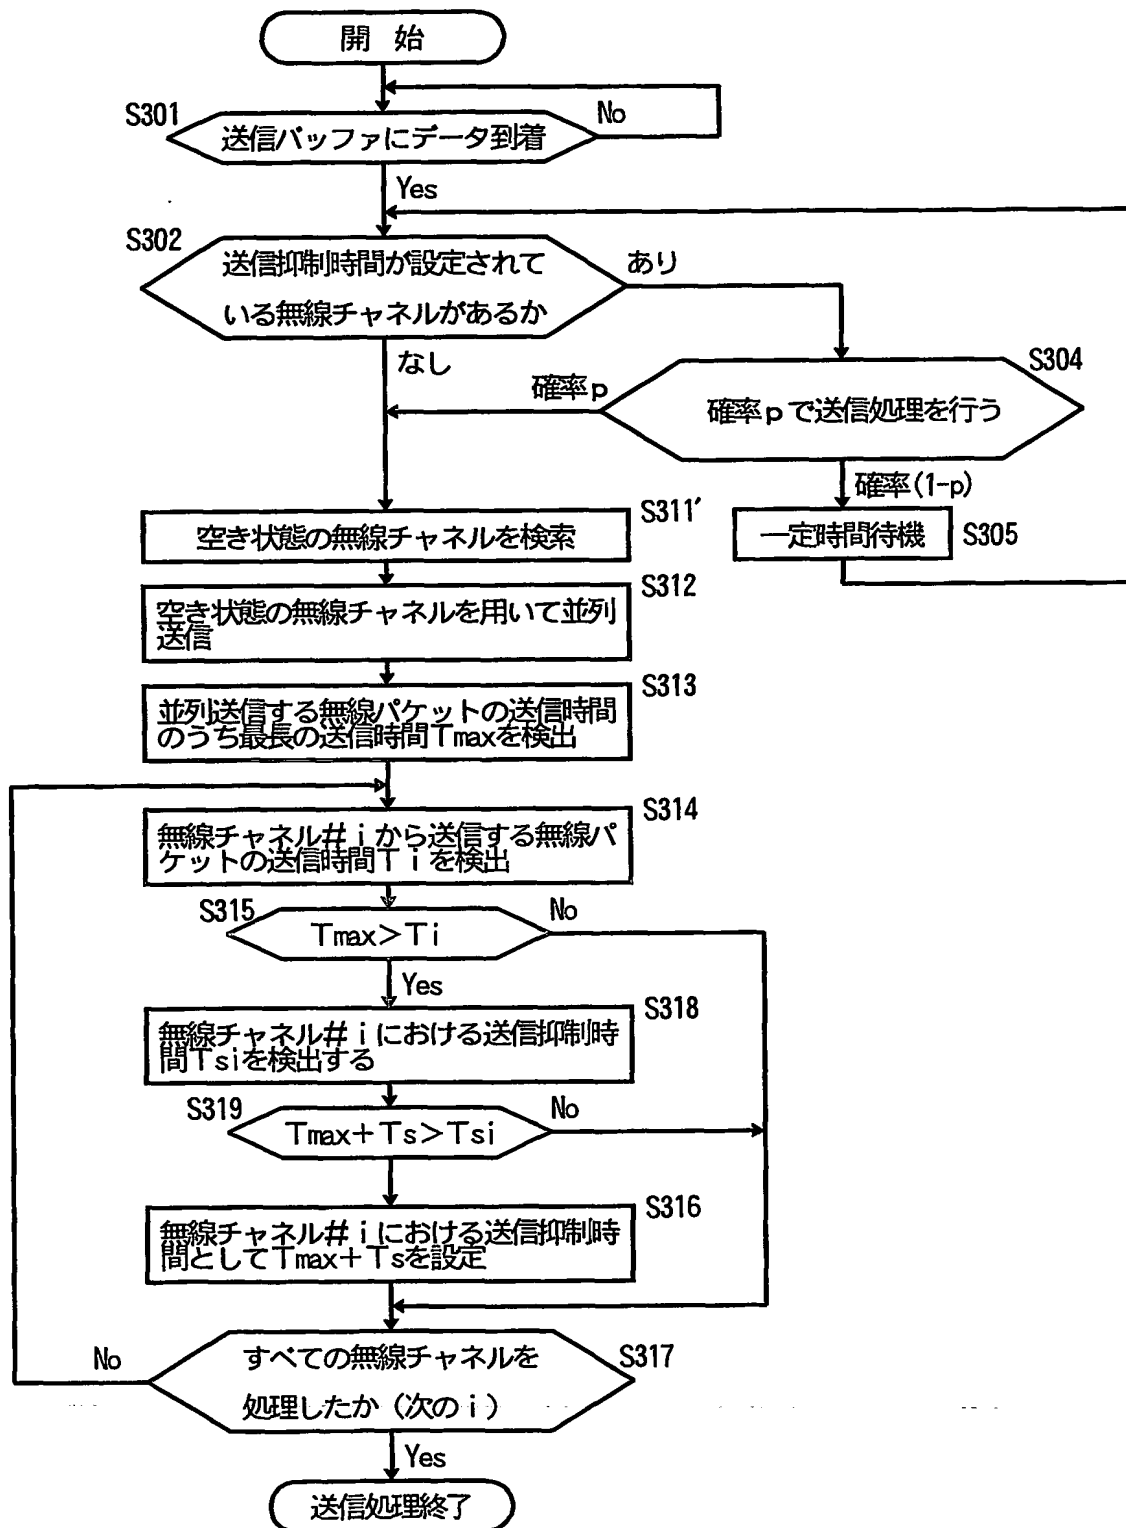 開 始
S301
送信バッファにデータ到着
No
Yes
S302
送信抑制時間が設定されて
いる無線チャネルがあるか
あり
なし
S304
確率p
確率pで送信処理を行う
確率(1-p)
S311′
空き状態の無線チャネルを検索
一定時間待機
S305
S312
空き状態の無線チャネルを用いて並列
送信
S313
並列送信する無線パケットの送信時間
のうち最長の送信時間Tmaxを検出
S314
無線チャネル#iから送信する無線パ
ケットの送信時間Tiを検出
S315
Tmax>Ti
No
Yes
S318
無線チャネル#iにおける送信抑制時
間Tsiを検出する
S319
Tmax+Ts>Tsi
No
S316
無線チャネル#iにおける送信抑制時
間としてTmax+Tsを設定
No
すべての無線チャネルを
処理したか(次のi)
S317
Yes
送信処理終了